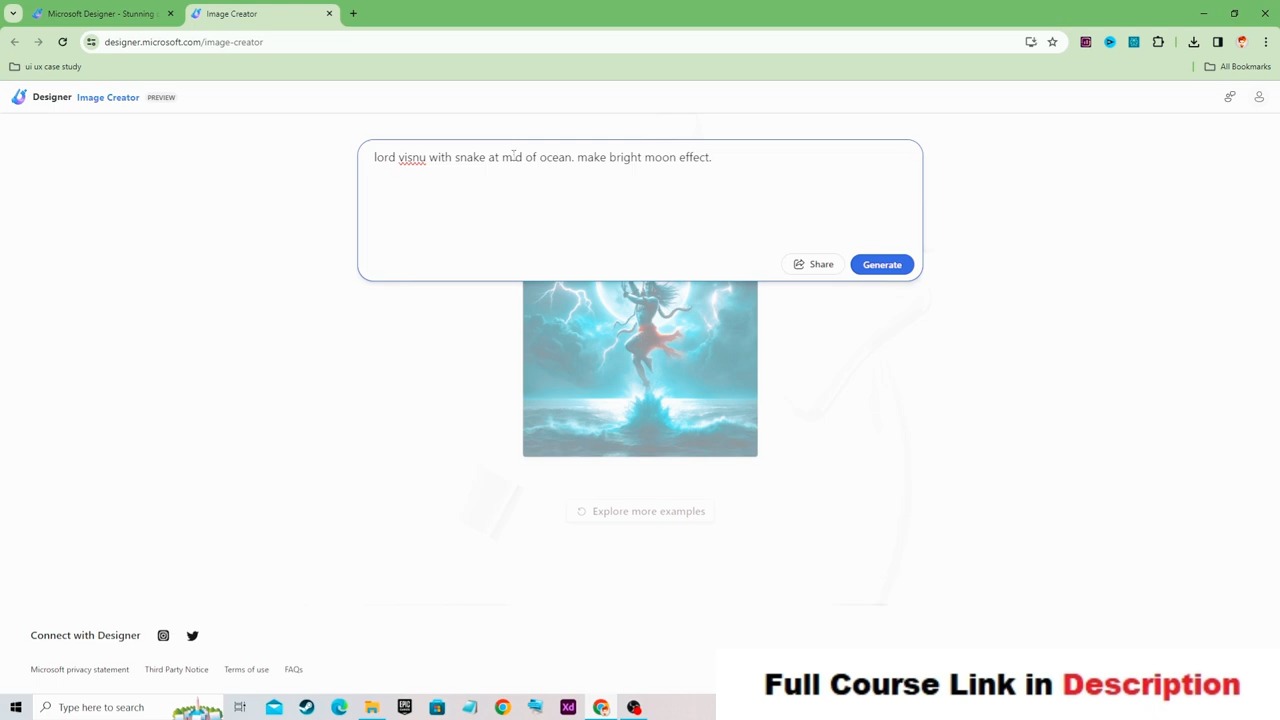 Microsoft Designer - Stunning
Image Creator
designer.microsoft.com/image-creator
ui ux case study
All Bookmarks
Designer Image Creator PREVIEW
lord visnu with snake at mid of ocean. make bright moon effect.
Share
Generate
Explore more examples
Connect with Designer
Microsoft privacy statement Third Party Notice Terms of use FAQs
Full Course Link in Description
Type here to search
EPIC GAMES
Xd